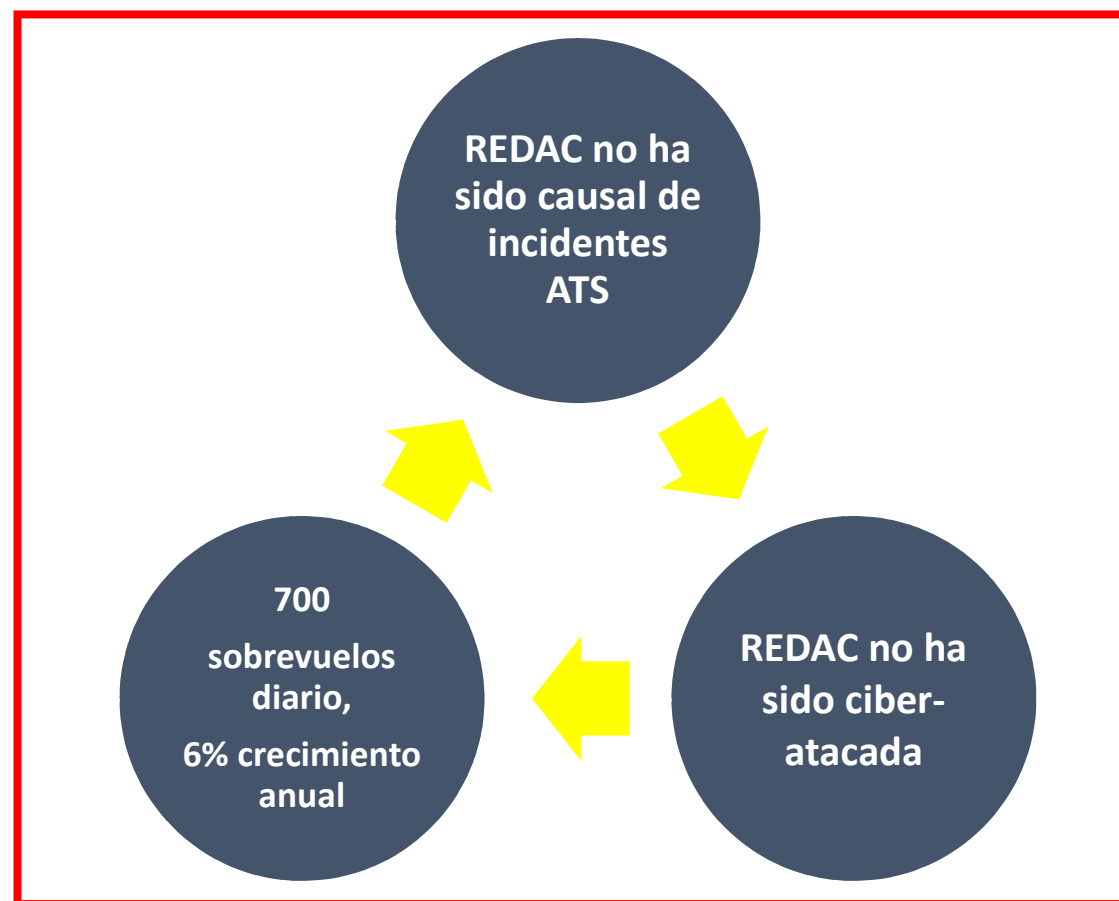 REDAC no ha
sido causal de
incidentes
ATS
REDAC no ha
sido ciber-
atacada
700
sobrevuelos
diario,
6% crecimiento
anual